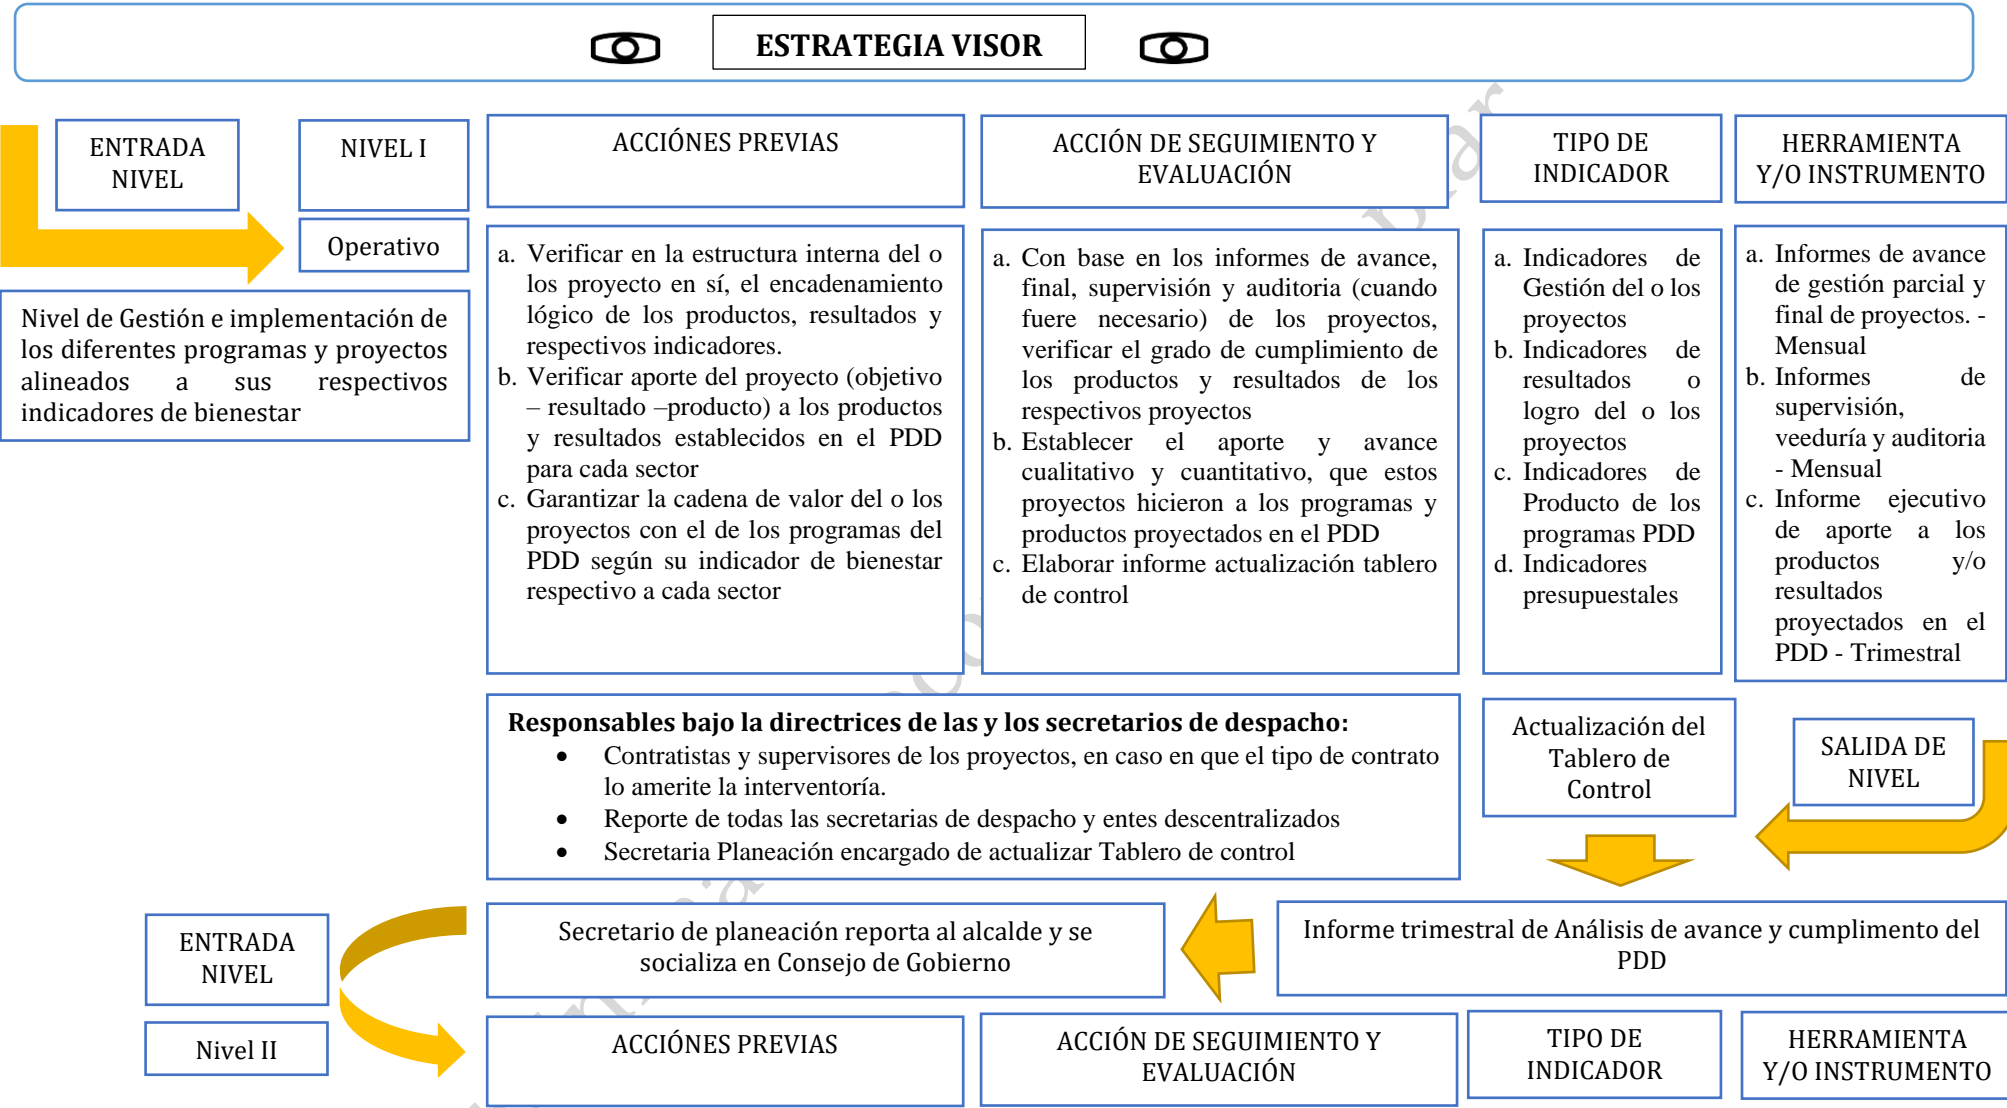 ESTRATEGIA VISOR
ENTRADA
NIVEL
NIVEL I
ACCIÓNES PREVIAS
ACCIÓN DE SEGUIMIENTO Y
EVALUACIÓN
TIPO DE
INDICADOR
HERRAMIENTA
Y/O INSTRUMENTO
Operativo
Nivel de Gestión e implementación de
los diferentes programas y proyectos
alineados a sus respectivos
indicadores de bienestar
a. Verificar en la estructura interna del o
los proyecto en sí, el encadenamiento
lógico de los productos, resultados y
respectivos indicadores.
b. Verificar aporte del proyecto (objetivo
– resultado –producto) a los productos
y resultados establecidos en el PDD
para cada sector
c. Garantizar la cadena de valor del o los
proyectos con el de los programas del
PDD según su indicador de bienestar
respectivo a cada sector
a. Con base en los informes de avance,
final, supervisión y auditoria (cuando
fuere necesario) de los proyectos,
verificar el grado de cumplimiento de
los productos y resultados de los
respectivos proyectos
b. Establecer el aporte y avance
cualitativo y cuantitativo, que estos
proyectos hicieron a los programas y
productos proyectados en el PDD
c. Elaborar informe actualización tablero
de control
a. Indicadores de
Gestión del o los
proyectos
b. Indicadores de
resultados o
logro del o los
proyectos
c. Indicadores de
Producto de los
programas PDD
d. Indicadores
presupuestales
a. Informes de avance
de gestión parcial y
final de proyectos. -
Mensual
b. Informes de
supervisión,
veeduría y auditoria
- Mensual
c. Informe ejecutivo
de aporte a los
productos y/o
resultados
proyectados en el
PDD - Trimestral
Responsables bajo la directrices de las y los secretarios de despacho:
• Contratistas y supervisores de los proyectos, en caso en que el tipo de contrato
lo amerite la interventoría.
• Reporte de todas las secretarias de despacho y entes descentralizados
• Secretaria Planeación encargado de actualizar Tablero de control
Actualización del
Tablero de
Control
SALIDA DE
NIVEL
ENTRADA
NIVEL
Secretario de planeación reporta al alcalde y se
socializa en Consejo de Gobierno
Informe trimestral de Análisis de avance y cumplimento del
PDD
Nivel II
ACCIÓNES PREVIAS
ACCIÓN DE SEGUIMIENTO Y
EVALUACIÓN
TIPO DE
INDICADOR
HERRAMIENTA
Y/O INSTRUMENTO